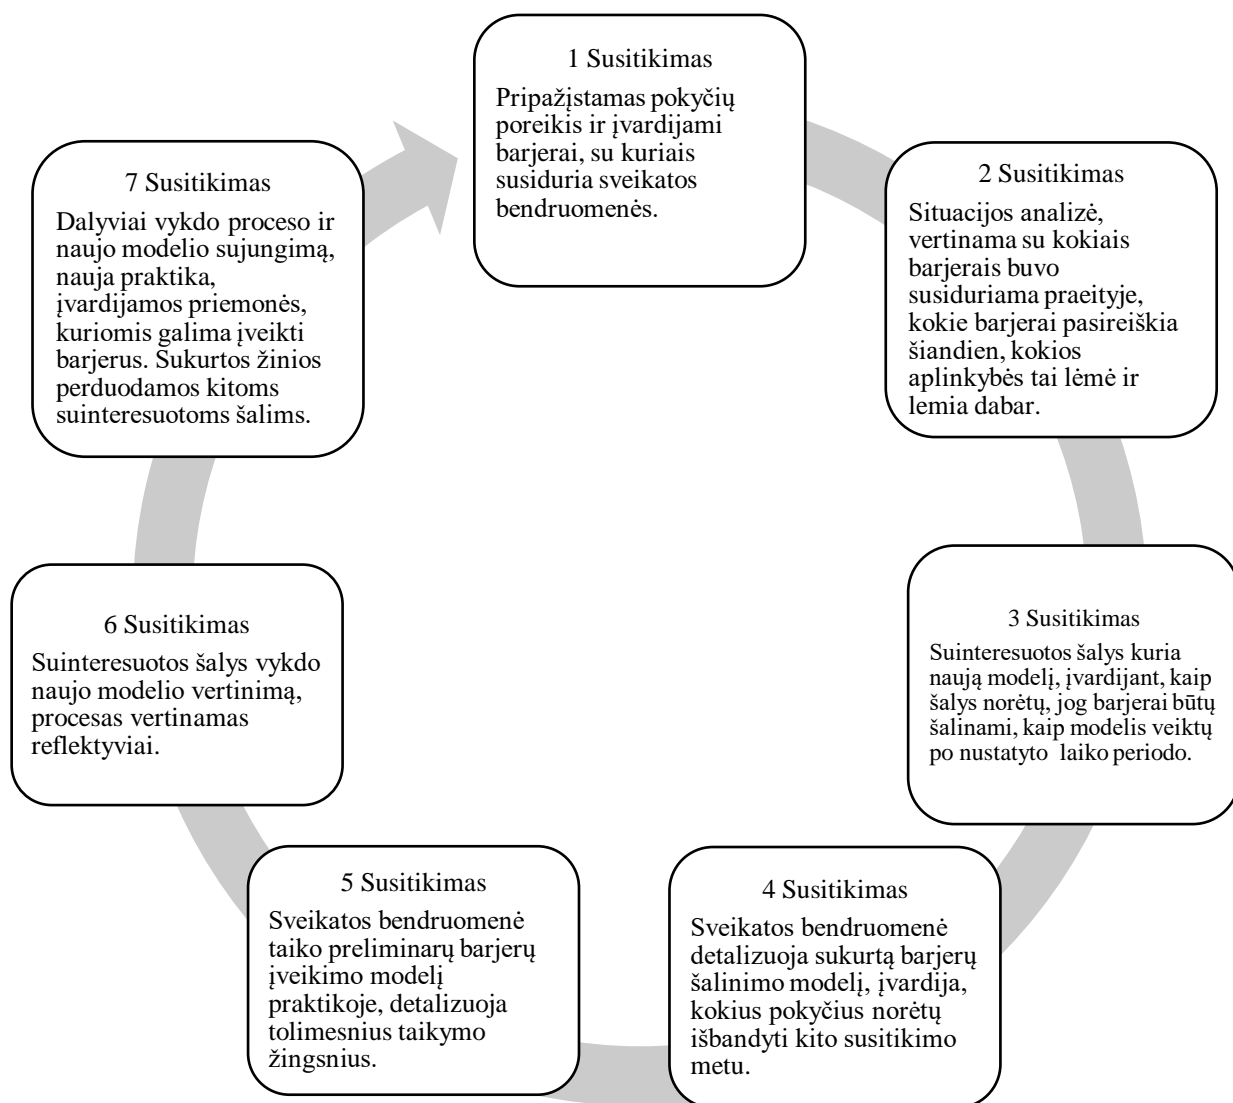 1 Susitikimas
Pripažįstamas pokyčių
poreikis ir įvardijami
barjerai, su kuriais
susiduria sveikatos
bendruomenės.
2 Susitikimas
Situacijos analizė,
vertinama su kokiais
barjerais buvo
susiduriama praeityje,
kokie barjerai pasireiškia
šiandien, kokios
aplinkybės tai lėmė ir
lemia dabar.
3 Susitikimas
Suinteresuotos šalys kuria
naują modelį, įvardijant, kaip
šalys norėtų, jog barjerai būtų
šalinami, kaip modelis veiktų
po nustatyto laiko periodo.
4 Susitikimas
Sveikatos bendruomenė
detalizuoja sukurtą barjerų
šalinimo modelį, įvardija,
kokius pokyčius norėtų
išbandyti kito susitikimo
metu.
5 Susitikimas
Sveikatos bendruomenė
taiko preliminarų barjerų
įveikimo modelį
praktikoje, detalizuoja
tolimesnius taikymo
žingsnius.
6 Susitikimas
Suinteresuotos šalys vykdo
naujo modelio vertinimą,
procesas vertinamas
reflektyviai.
7 Susitikimas
Dalyviai vykdo proceso ir
naujo modelio sujungimą,
nauja praktika,
įvardijamos priemonės,
kuriomis galima įveikti
barjerus. Sukurtos žinios
perduodamos kitoms
suinteresuotoms šalims.